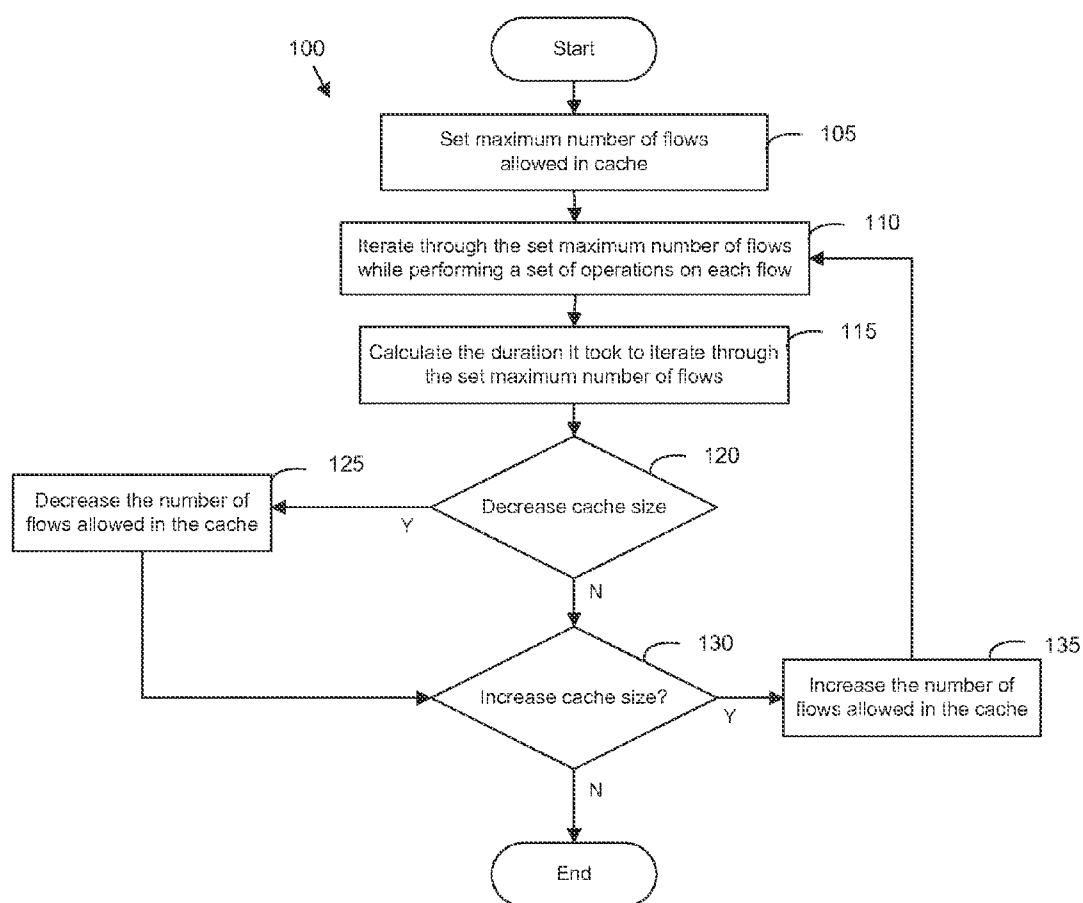 Start
100
Set maximum number of flows
allowed in cache
105
110
Iterate through the set maximum number of flows
while performing a set of operations on each flow
115
Calculate the duration it took to iterate through
the set maximum number of flows
120
Decrease cache size
125
Decrease the number of
flows allowed in the cache
Y
N
130
Increase cache size?
135
Increase the number of
flows allowed in the cache
Y
N
End